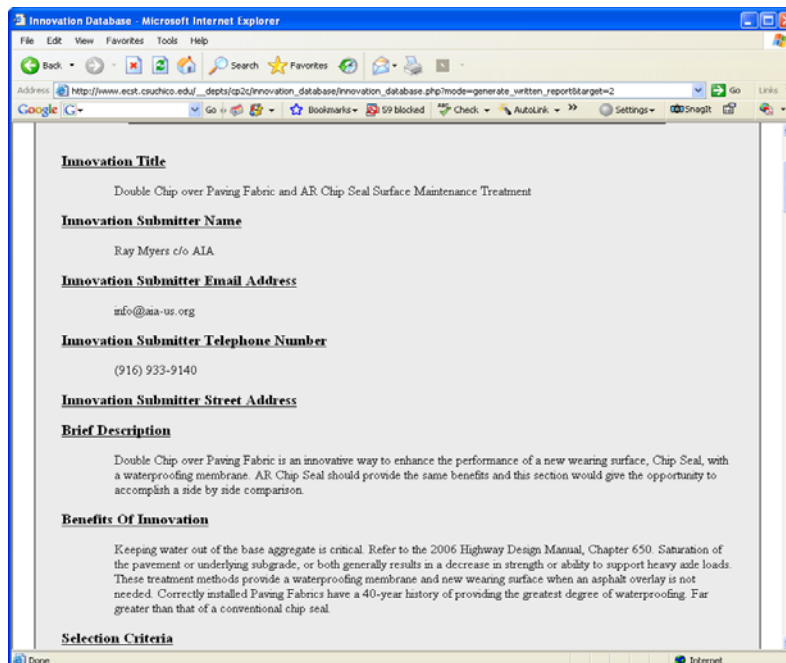 Innovation Database - Microsoft Internet Explorer
File Edit View Favorites Tools Help
Back Search Favorites
Address http://www.ecst.csuchico.edu/__depts/cp2c/innovation_database/innovation_database.php?mode=generate_written_report&target=2 Go Links
Google G Go Bookmarks 59 blocked Check AutoLink Settings SnagIt
Innovation Title
Double Chip over Paving Fabric and AR Chip Seal Surface Maintenance Treatment
Innovation Submitter Name
Ray Myers c/o AIA
Innovation Submitter Email Address
info@aia-us.org
Innovation Submitter Telephone Number
(916) 933-9140
Innovation Submitter Street Address
Brief Description
Double Chip over Paving Fabric is an innovative way to enhance the performance of a new wearing surface, Chip Seal, with
a waterproofing membrane. AR Chip Seal should provide the same benefits and this section would give the opportunity to
accomplish a side by side comparison.
Benefits Of Innovation
Keeping water out of the base aggregate is critical. Refer to the 2006 Highway Design Manual, Chapter 650. Saturation of
the pavement or underlying subgrade, or both generally results in a decrease in strength or ability to support heavy axle loads.
These treatment methods provide a waterproofing membrane and new wearing surface when an asphalt overlay is not
needed. Correctly installed Paving Fabrics have a 40-year history of providing the greatest degree of waterproofing. Far
greater than that of a conventional chip seal.
Selection Criteria
Done Internet